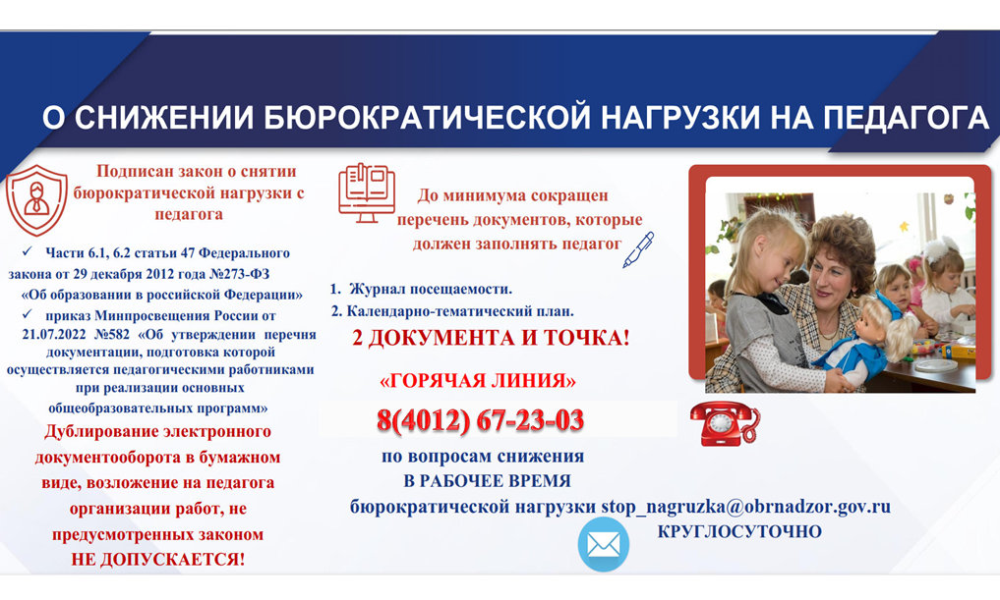 О СНИЖЕНИИ БЮРОКРАТИЧЕСКОЙ НАГРУЗКИ НА ПЕДАГОГА
Подписан закон о снятии
бюрократической нагрузки с
педагога
✓ Части 6.1, 6.2 статьи 47 Федерального
закона от 29 декабря 2012 года №273-ФЗ
«Об образовании в российской Федерации»
✓ приказ Минпросвещения России от
21.07.2022 №582 «Об утверждении перечня
документации, подготовка которой
осуществляется педагогическими работниками
при реализации основных
общеобразовательных программ»
Дублирование электронного
документооборота в бумажном
виде, возложение на педагога
организации работ, не
предусмотренных законом
НЕ ДОПУСКАЕТСЯ!
До минимума сокращен
перечень документов, которые
должен заполнять педагог
1. Журнал посещаемости.
2. Календарно-тематический план.
2 ДОКУМЕНТА И ТОЧКА!
«ГОРЯЧАЯ ЛИНИЯ»
8(4012) 67-23-03
по вопросам снижения
В РАБОЧЕЕ ВРЕМЯ
бюрократической нагрузки stop_nagruzka@obrnadzor.gov.ru
КРУГЛОСУТОЧНО